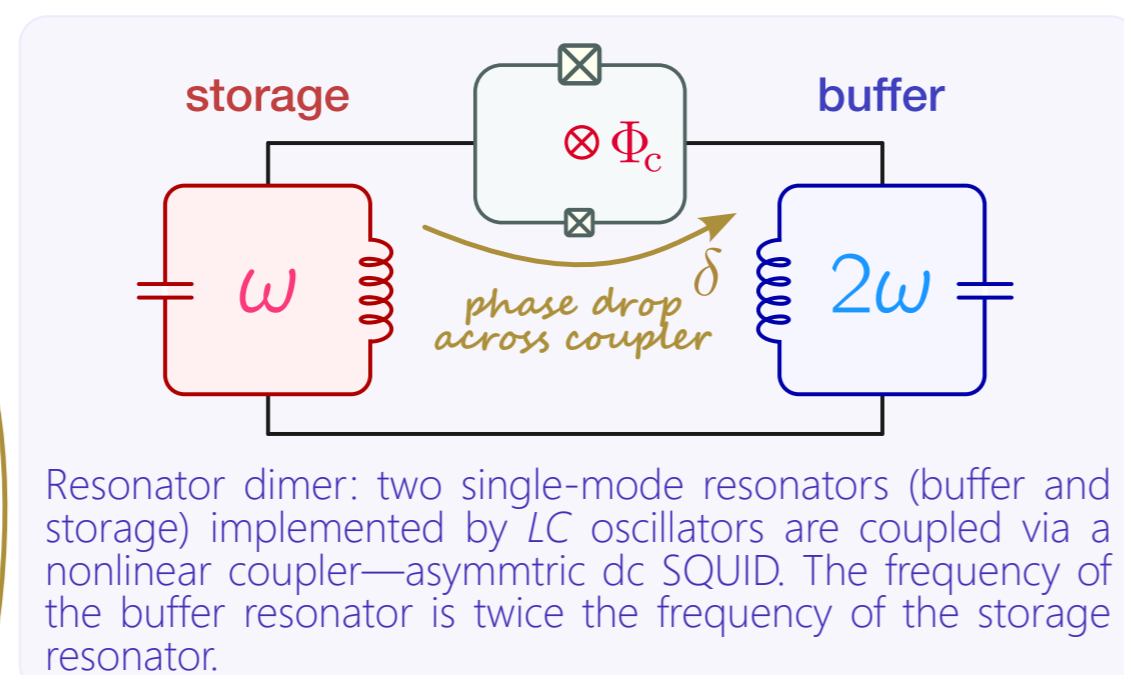 storage
buffer
⊗ Φc
ω
2ω
δ
phase drop
across coupler
Resonator dimer: two single-mode resonators (buffer and
storage) implemented by LC oscillators are coupled via a
nonlinear coupler—asymmtric dc SQUID. The frequency of
the buffer resonator is twice the frequency of the storage
resonator.